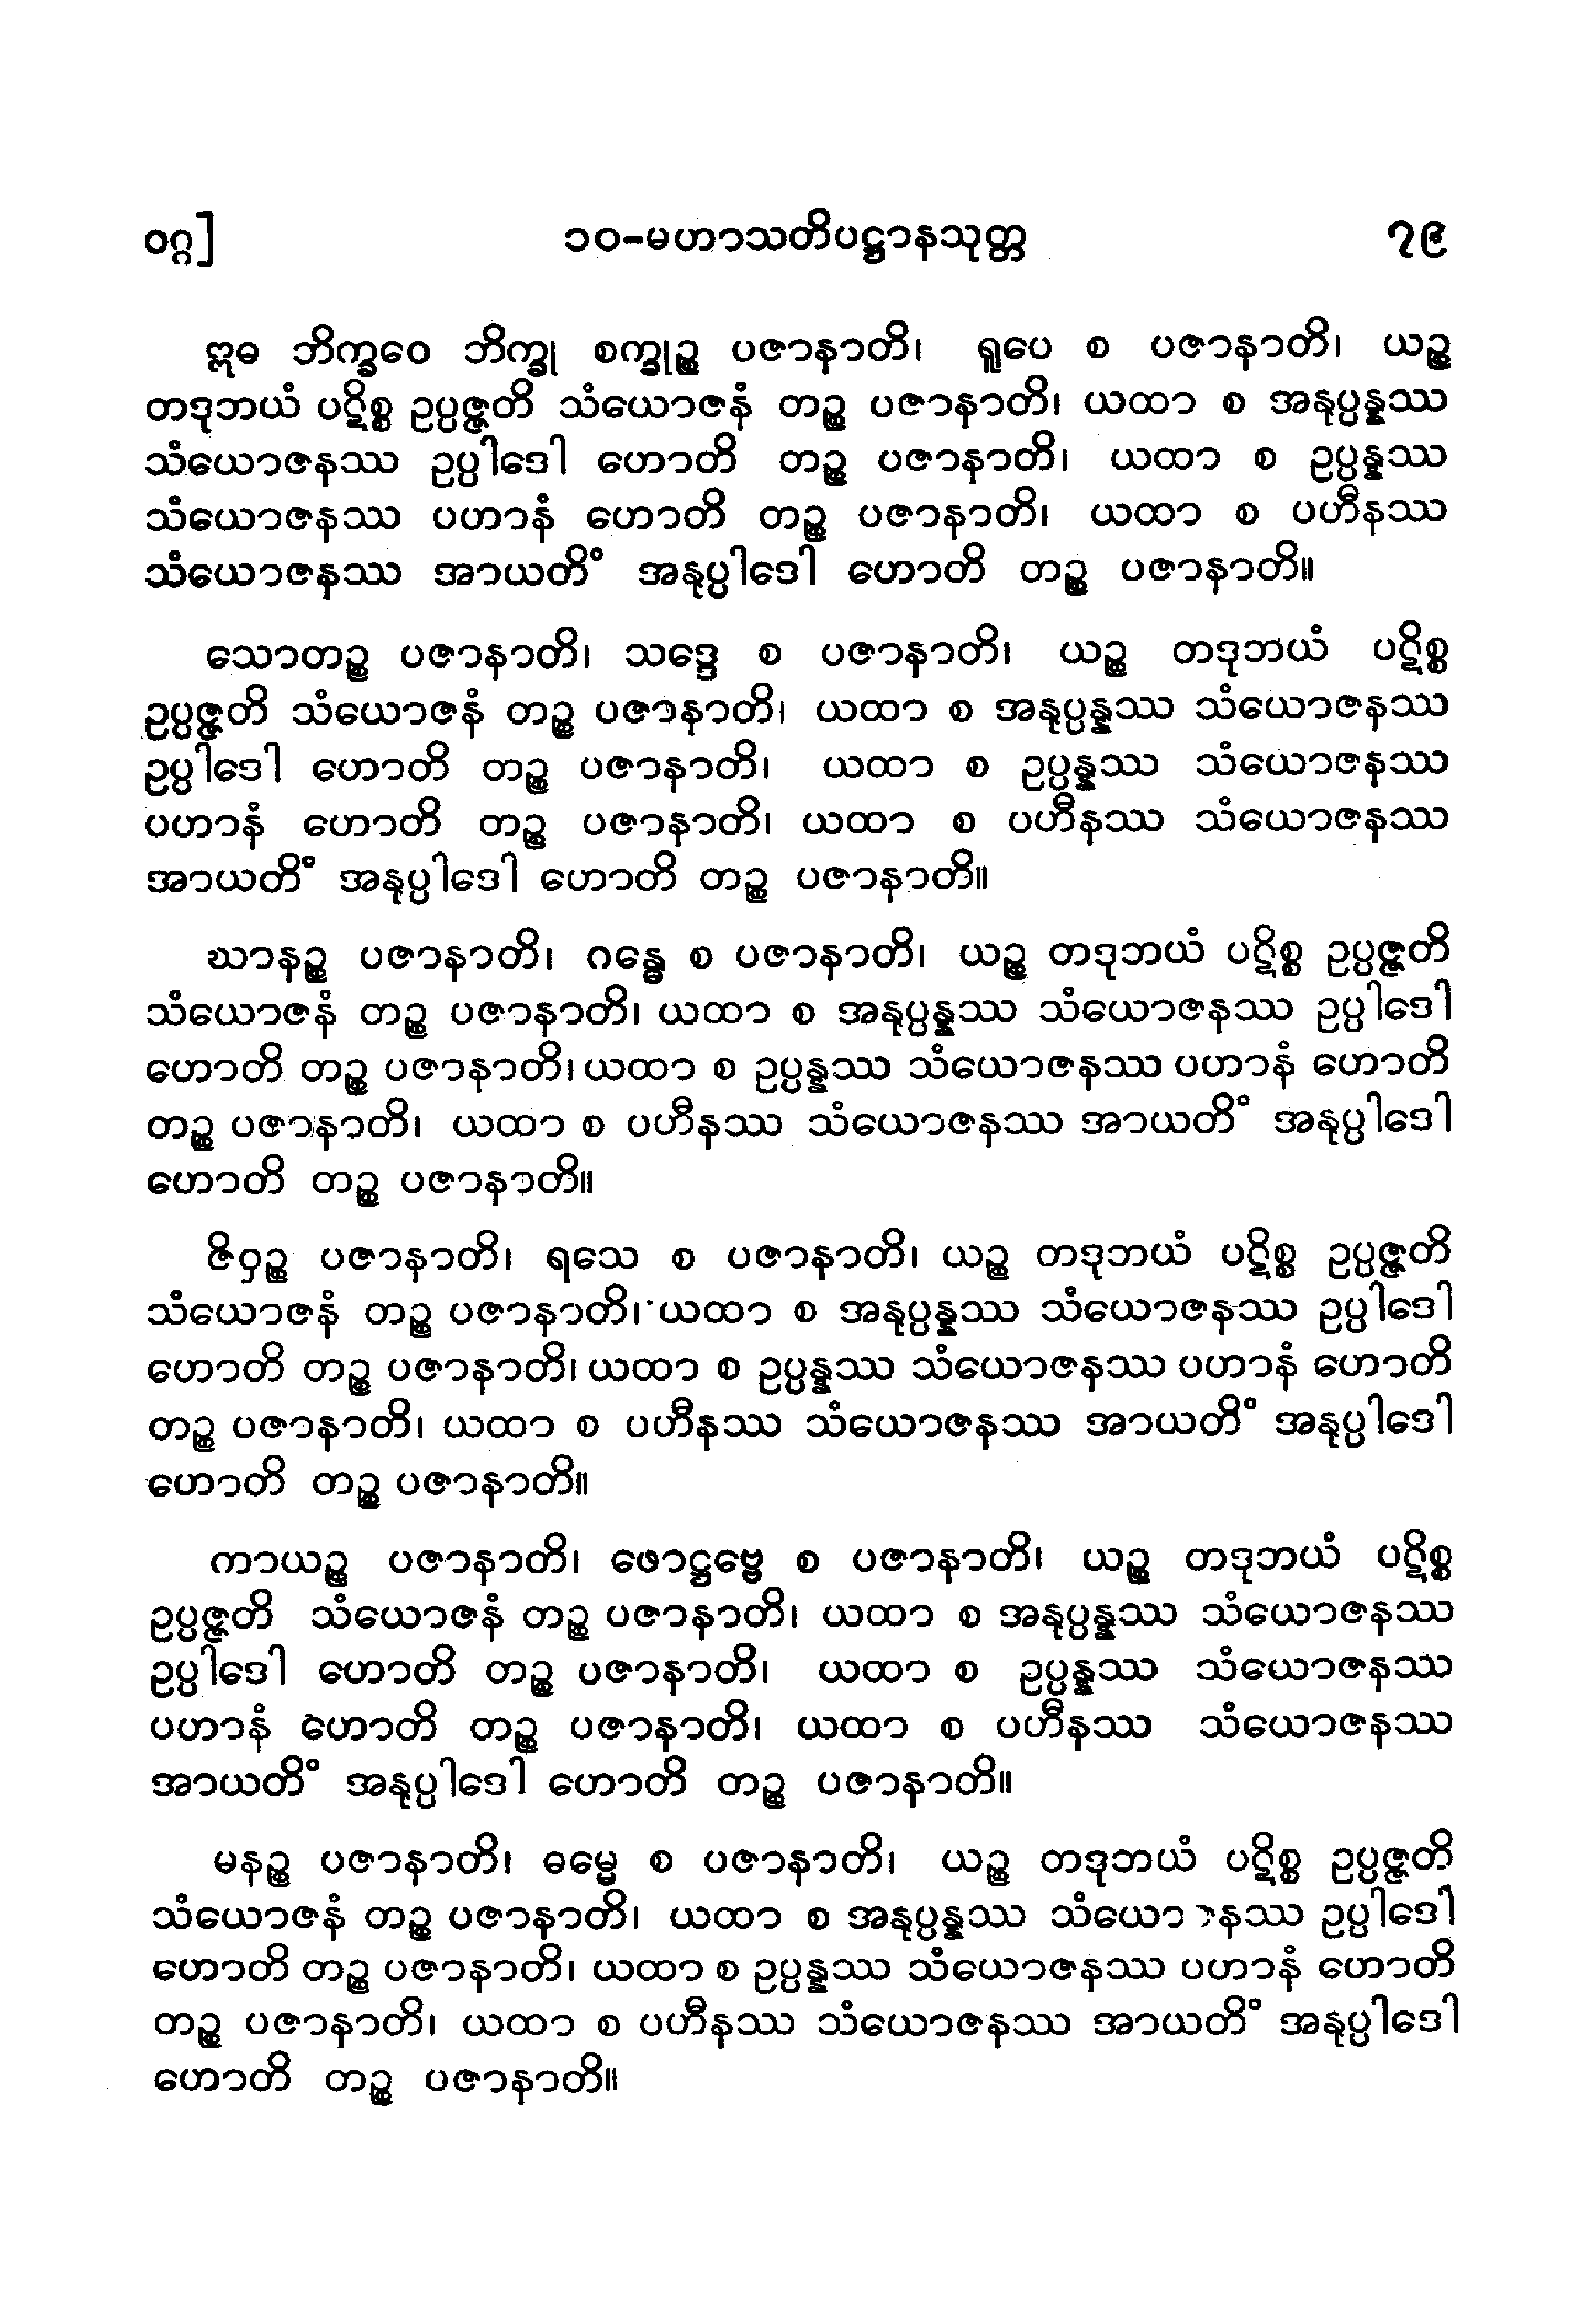 ဝဂ္ဂ]
၁၀-မဟာသတိပဋ္ဌာနသုတ္တ
၇၉
ဣဓ ဘိက္ခဝေ ဘိက္ခု စက္ခုဉ္စ ပဇာနာတိ၊ ရူပေ စ ပဇာနာတိ၊ ယဉ္စ
တဒုဘယံ ပဋိစ္စ ဥပ္ပဇ္ဇတိ သံယောဇနံ တဉ္စ ပဇာနာတိ၊ ယထာ စ အနုပ္ပန္နဿ
သံယောဇနဿ ဥပ္ပါဒေါ ဟောတိ တဉ္စ ပဇာနာတိ၊ ယထာ စ ဥပ္ပန္နဿ
သံယောဇနဿ ပဟာနံ ဟောတိ တဉ္စ ပဇာနာတိ၊ ယထာ စ ပဟီနဿ
သံယောဇနဿ အာယတိံ အနုပ္ပါဒေါ ဟောတိ တဉ္စ ပဇာနာတိ။
သောတဉ္စ ပဇာနာတိ၊ သဒ္ဒေ စ ပဇာနာတိ၊ ယဉ္စ တဒုဘယံ ပဋိစ္စ
ဥပ္ပဇ္ဇတိ သံယောဇနံ တဉ္စ ပဇာနာတိ၊ ယထာ စ အနုပ္ပန္နဿ သံယောဇနဿ
ဥပ္ပါဒေါ ဟောတိ တဉ္စ ပဇာနာတိ၊ ယထာ စ ဥပ္ပန္နဿ သံယောဇနဿ
ပဟာနံ ဟောတိ တဉ္စ ပဇာနာတိ၊ ယထာ စ ပဟီနဿ သံယောဇနဿ
အာယတိံ အနုပ္ပါဒေါ ဟောတိ တဉ္စ ပဇာနာတိ။
ဃာနဉ္စ ပဇာနာတိ၊ ဂန္ဓေ စ ပဇာနာတိ၊ ယဉ္စ တဒုဘယံ ပဋိစ္စ ဥပ္ပဇ္ဇတိ
သံယောဇနံ တဉ္စ ပဇာနာတိ၊ ယထာ စ အနုပ္ပန္နဿ သံယောဇနဿ ဥပ္ပါဒေါ
ဟောတိ တဉ္စ ပဇာနာတိ၊ ယထာ စ ဥပ္ပန္နဿ သံယောဇနဿ ပဟာနံ ဟောတိ
တဉ္စ ပဇာနာတိ၊ ယထာ စ ပဟီနဿ သံယောဇနဿ အာယတိံ အနုပ္ပါဒေါ
ဟောတိ တဉ္စ ပဇာနာတိ။
ဇိဝှဉ္စ ပဇာနာတိ၊ ရသေ စ ပဇာနာတိ၊ ယဉ္စ တဒုဘယံ ပဋိစ္စ ဥပ္ပဇ္ဇတိ
သံယောဇနံ တဉ္စ ပဇာနာတိ၊ ယထာ စ အနုပ္ပန္နဿ သံယောဇနဿ ဥပ္ပါဒေါ
ဟောတိ တဉ္စ ပဇာနာတိ၊ ယထာ စ ဥပ္ပန္နဿ သံယောဇနဿ ပဟာနံ ဟောတိ
တဉ္စ ပဇာနာတိ၊ ယထာ စ ပဟီနဿ သံယောဇနဿ အာယတိံ အနုပ္ပါဒေါ
ဟောတိ တဉ္စ ပဇာနာတိ။
ကာယဉ္စ ပဇာနာတိ၊ ဖောဋ္ဌဗ္ဗေ စ ပဇာနာတိ၊ ယဉ္စ တဒုဘယံ ပဋိစ္စ
ဥပ္ပဇ္ဇတိ သံယောဇနံ တဉ္စ ပဇာနာတိ၊ ယထာ စ အနုပ္ပန္နဿ သံယောဇနဿ
ဥပ္ပါဒေါ ဟောတိ တဉ္စ ပဇာနာတိ၊ ယထာ စ ဥပ္ပန္နဿ သံယောဇနဿ
ပဟာနံ ဟောတိ တဉ္စ ပဇာနာတိ၊ ယထာ စ ပဟီနဿ သံယောဇနဿ
အာယတိံ အနုပ္ပါဒေါ ဟောတိ တဉ္စ ပဇာနာတိ။
မနဉ္စ ပဇာနာတိ၊ ဓမ္မေ စ ပဇာနာတိ၊ ယဉ္စ တဒုဘယံ ပဋိစ္စ ဥပ္ပဇ္ဇတိ
သံယောဇနံ တဉ္စ ပဇာနာတိ၊ ယထာ စ အနုပ္ပန္နဿ သံယောဇနဿ ဥပ္ပါဒေါ
ဟောတိ တဉ္စ ပဇာနာတိ၊ ယထာ စ ဥပ္ပန္နဿ သံယောဇနဿ ပဟာနံ ဟောတိ
တဉ္စ ပဇာနာတိ၊ ယထာ စ ပဟီနဿ သံယောဇနဿ အာယတိံ အနုပ္ပါဒေါ
ဟောတိ တဉ္စ ပဇာနာတိ။